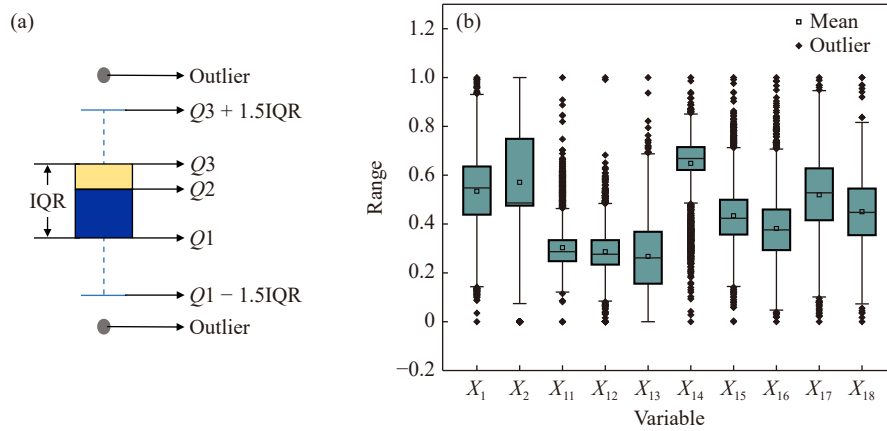 (a)
Outlier
Q3 + 1.5IQR
Q3
Q2
IQR
Q1
Q1 − 1.5IQR
Outlier
(b)
Mean
Outlier
Range
1.2
1.0
0.8
0.6
0.4
0.2
0
−0.2
X₁ X₂ X₁₁ X₁₂ X₁₃ X₁₄ X₁₅ X₁₆ X₁₇ X₁₈
Variable